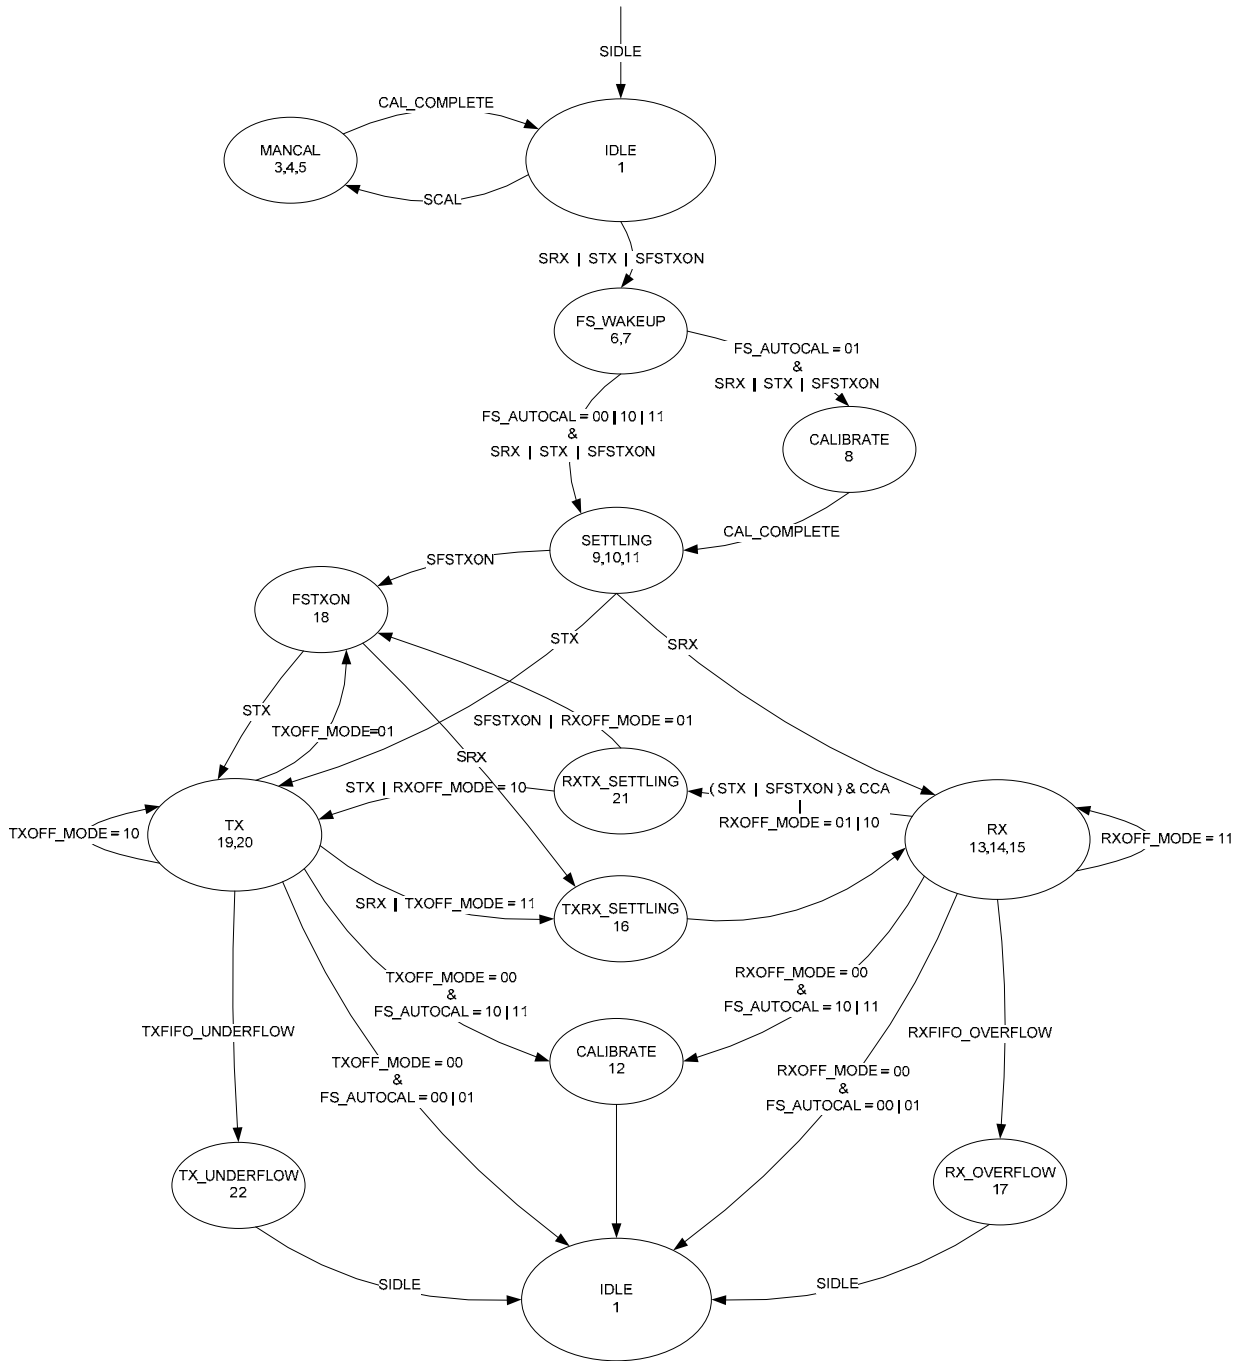 SIDLE
CAL_COMPLETE
MANCAL
3,4,5
IDLE
1
SCAL
SRX | STX | SFSTXON
FS_WAKEUP
6,7
FS_AUTOCAL = 01
&
SRX | STX | SFSTXON
FS_AUTOCAL = 00 | 10 | 11
&
SRX | STX | SFSTXON
CALIBRATE
8
CAL_COMPLETE
SETTLING
9,10,11
SFSTXON
FSTXON
18
STX
SRX
STX
TXOFF_MODE=01
SFSTXON | RXOFF_MODE = 01
SRX
RXTX_SETTLING
21
STX | RXOFF_MODE = 10
( STX | SFSTXON ) & CCA
|
RXOFF_MODE = 01 | 10
TXOFF_MODE = 10
TX
19,20
RX
13,14,15
RXOFF_MODE = 11
SRX | TXOFF_MODE = 11
TXRX_SETTLING
16
TXOFF_MODE = 00
&
FS_AUTOCAL = 10 | 11
RXOFF_MODE = 00
&
FS_AUTOCAL = 10 | 11
TXFIFO_UNDERFLOW
RXFIFO_OVERFLOW
CALIBRATE
12
TXOFF_MODE = 00
&
FS_AUTOCAL = 00 | 01
RXOFF_MODE = 00
&
FS_AUTOCAL = 00 | 01
TX_UNDERFLOW
22
RX_OVERFLOW
17
SIDLE
SIDLE
IDLE
1